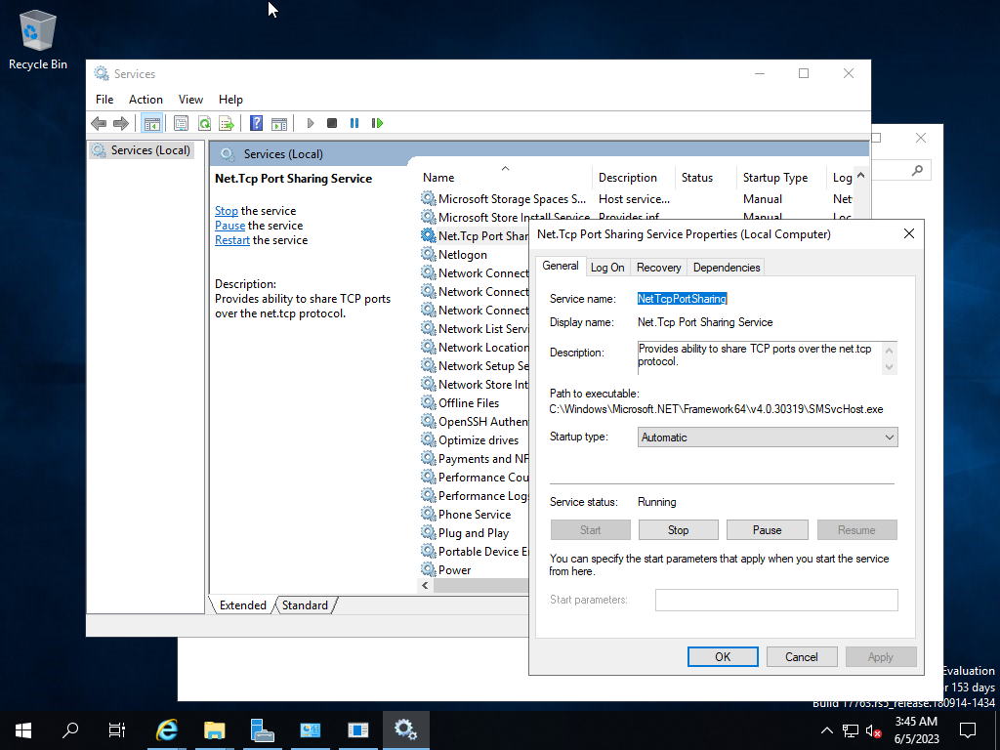 Recycle Bin
Services
File Action View Help
Services (Local)
Services (Local)
Net.Tcp Port Sharing Service
Stop the service
Pause the service
Restart the service
Description:
Provides ability to share TCP ports
over the net.tcp protocol.
Name Description Status Startup Type Log
Microsoft Storage Spaces S... Host service... Manual Net
Microsoft Store Install Service Provides inf... Manual Loc
Net.Tcp Port Shar
Netlogon
Network Connect
Network Connect
Network Connect
Network List Servi
Network Location
Network Setup Se
Network Store Int
Offline Files
OpenSSH Authen
Optimize drives
Payments and NF
Performance Cou
Performance Logs
Phone Service
Plug and Play
Portable Device E
Power
Extended Standard
Net.Tcp Port Sharing Service Properties (Local Computer)
General Log On Recovery Dependencies
Service name: NetTcpPortSharing
Display name: Net.Tcp Port Sharing Service
Description: Provides ability to share TCP ports over the net.tcp
protocol.
Path to executable:
C:\Windows\Microsoft.NET\Framework64\v4.0.30319\SMSvcHost.exe
Startup type: Automatic
Service status: Running
Start Stop Pause Resume
You can specify the start parameters that apply when you start the service
from here.
Start parameters:
OK Cancel Apply
Evaluation
r 153 days
Build 17763.rs5_release.180914-1434
3:45 AM
6/5/2023